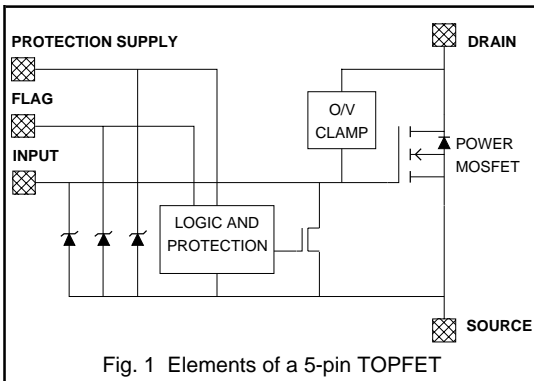 PROTECTION SUPPLY
DRAIN
FLAG
O/V
CLAMP
INPUT
POWER
MOSFET
LOGIC AND
PROTECTION
SOURCE
Fig. 1 Elements of a 5-pin TOPFET